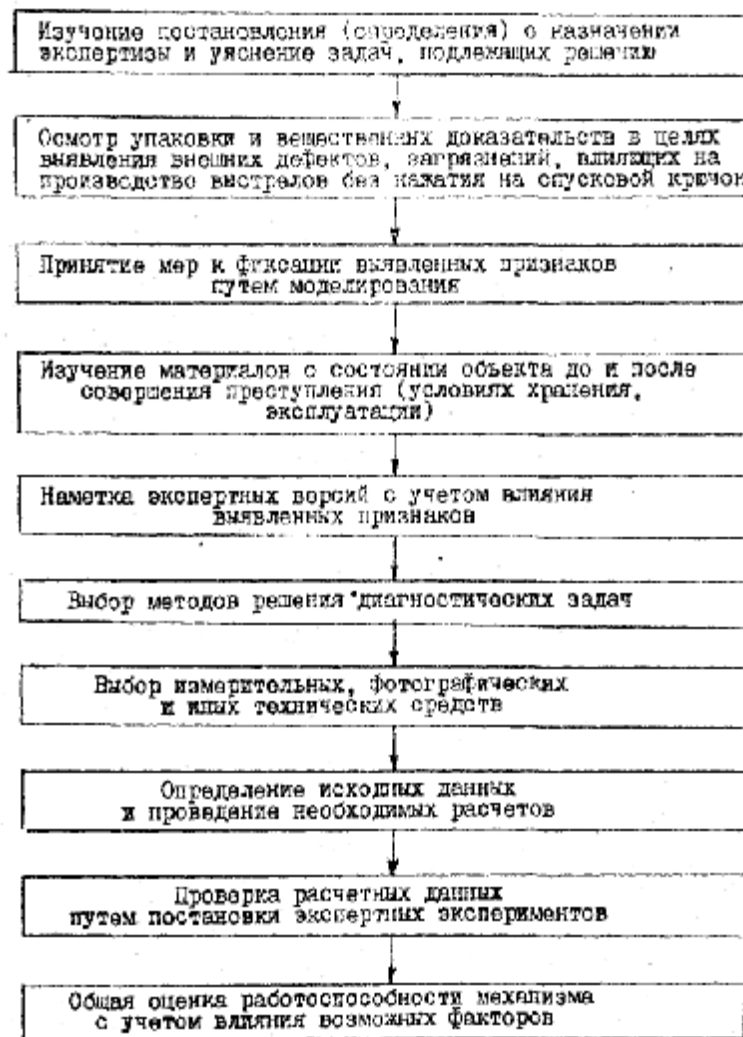 Изучение постановления (определения) о назначении
экспертизы и уяснение задач, подлежащих решению
Осмотр упаковки и вещественных доказательств в целях
выявления внешних дефектов, загрязнений, влияющих на
производство выстрелов без нажатия на спусковой крючок
Принятие мер к фиксации выявленных признаков
путем моделирования
Изучение материалов о состоянии объекта до и после
совершения преступления (условиях хранения,
эксплуатации)
Наметка экспертных версий с учетом влияния
выявленных признаков
Выбор методов решения диагностических задач
Выбор измерительных, фотографических
и иных технических средств
Определение исходных данных
и проведение необходимых расчетов
Проверка расчетных данных
путем постановки экспертных экспериментов
Общая оценка работоспособности механизма
с учетом влияния возможных факторов